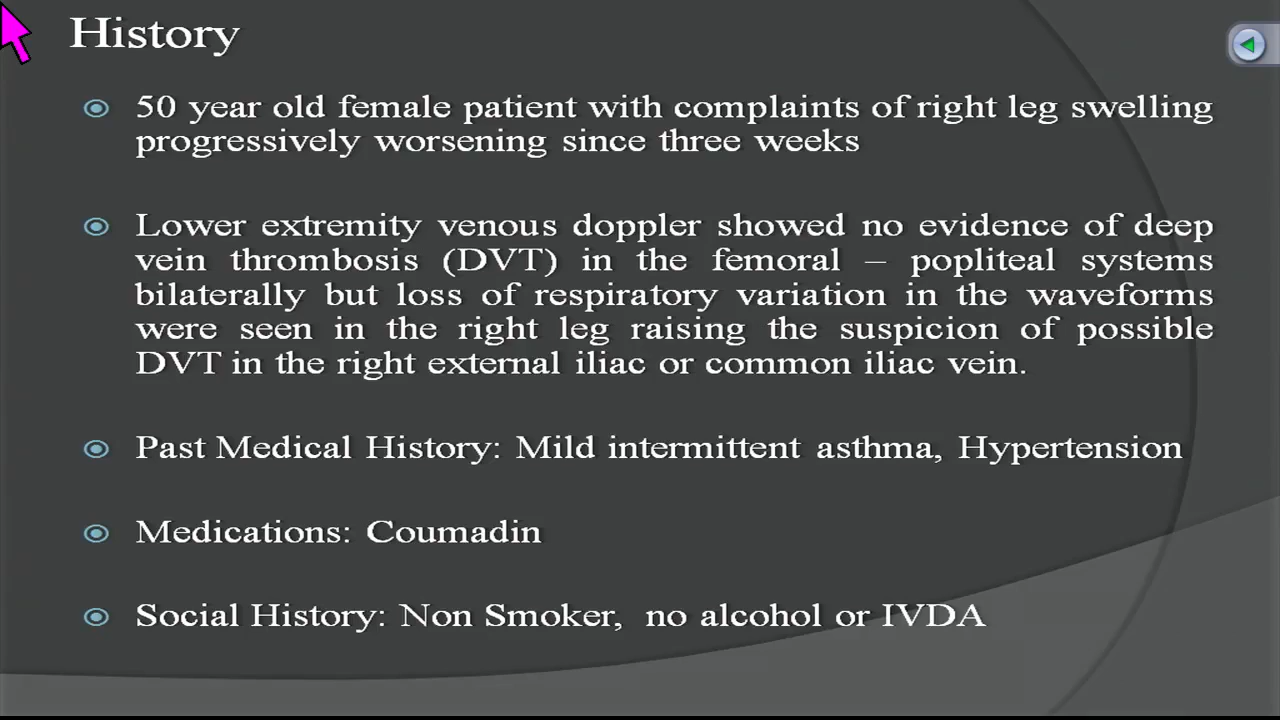 History
50 year old female patient with complaints of right leg swelling
progressively worsening since three weeks
Lower extremity venous doppler showed no evidence of deep
vein thrombosis (DVT) in the femoral – popliteal systems
bilaterally but loss of respiratory variation in the waveforms
were seen in the right leg raising the suspicion of possible
DVT in the right external iliac or common iliac vein.
Past Medical History: Mild intermittent asthma, Hypertension
Medications: Coumadin
Social History: Non Smoker, no alcohol or IVDA